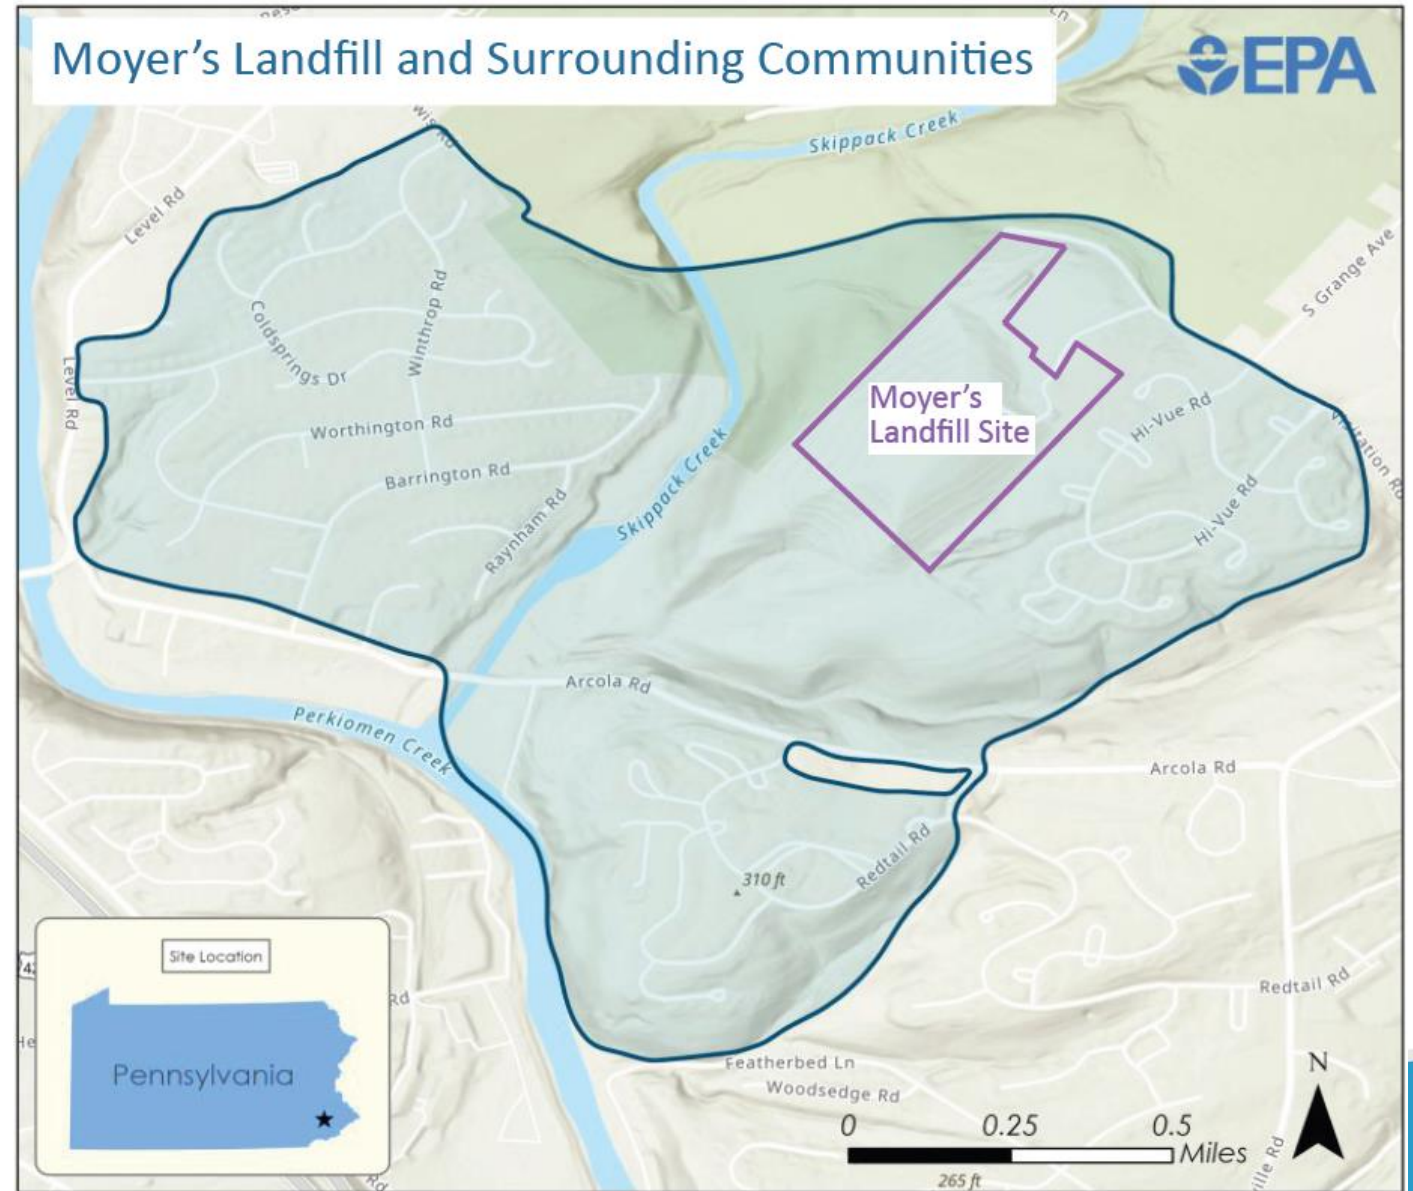 Moyer’s Landfill and Surrounding Communities
EPA
Skippack Creek
Level Rd
S Grange Ave
Coldsprings Dr
Winthrop Rd
Level Rd
Moyer’s
Landfill Site
Hi-Vue Rd
Visitation Rd
Worthington Rd
Barrington Rd
Skippack Creek
Raynham Rd
Hi-Vue Rd
Arcola Rd
Perkiomen Creek
Arcola Rd
Redtail Rd
310 ft
Site Location
Rd
Redtail Rd
Pennsylvania
Featherbed Ln
Woodsedge Rd
N
0 0.25 0.5
Miles
265 ft
Rd